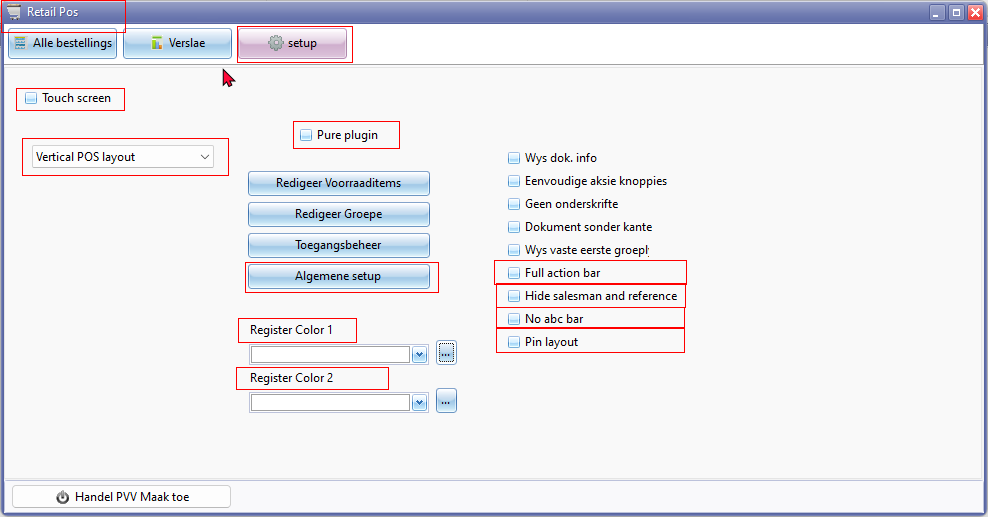 Retail Pos
Alle bestellings
Verslae
setup
Touch screen
Vertical POS layout
Pure plugin
Redigeer Voorraaditems
Redigeer Groepe
Toegangsbeheer
Algemene setup
Register Color 1
...
Register Color 2
...
Wys dok. info
Eenvoudige aksie knoppies
Geen onderskrifte
Dokument sonder kante
Wys vaste eerste groeply
Full action bar
Hide salesman and reference
No abc bar
Pin layout
Handel PVV Maak toe